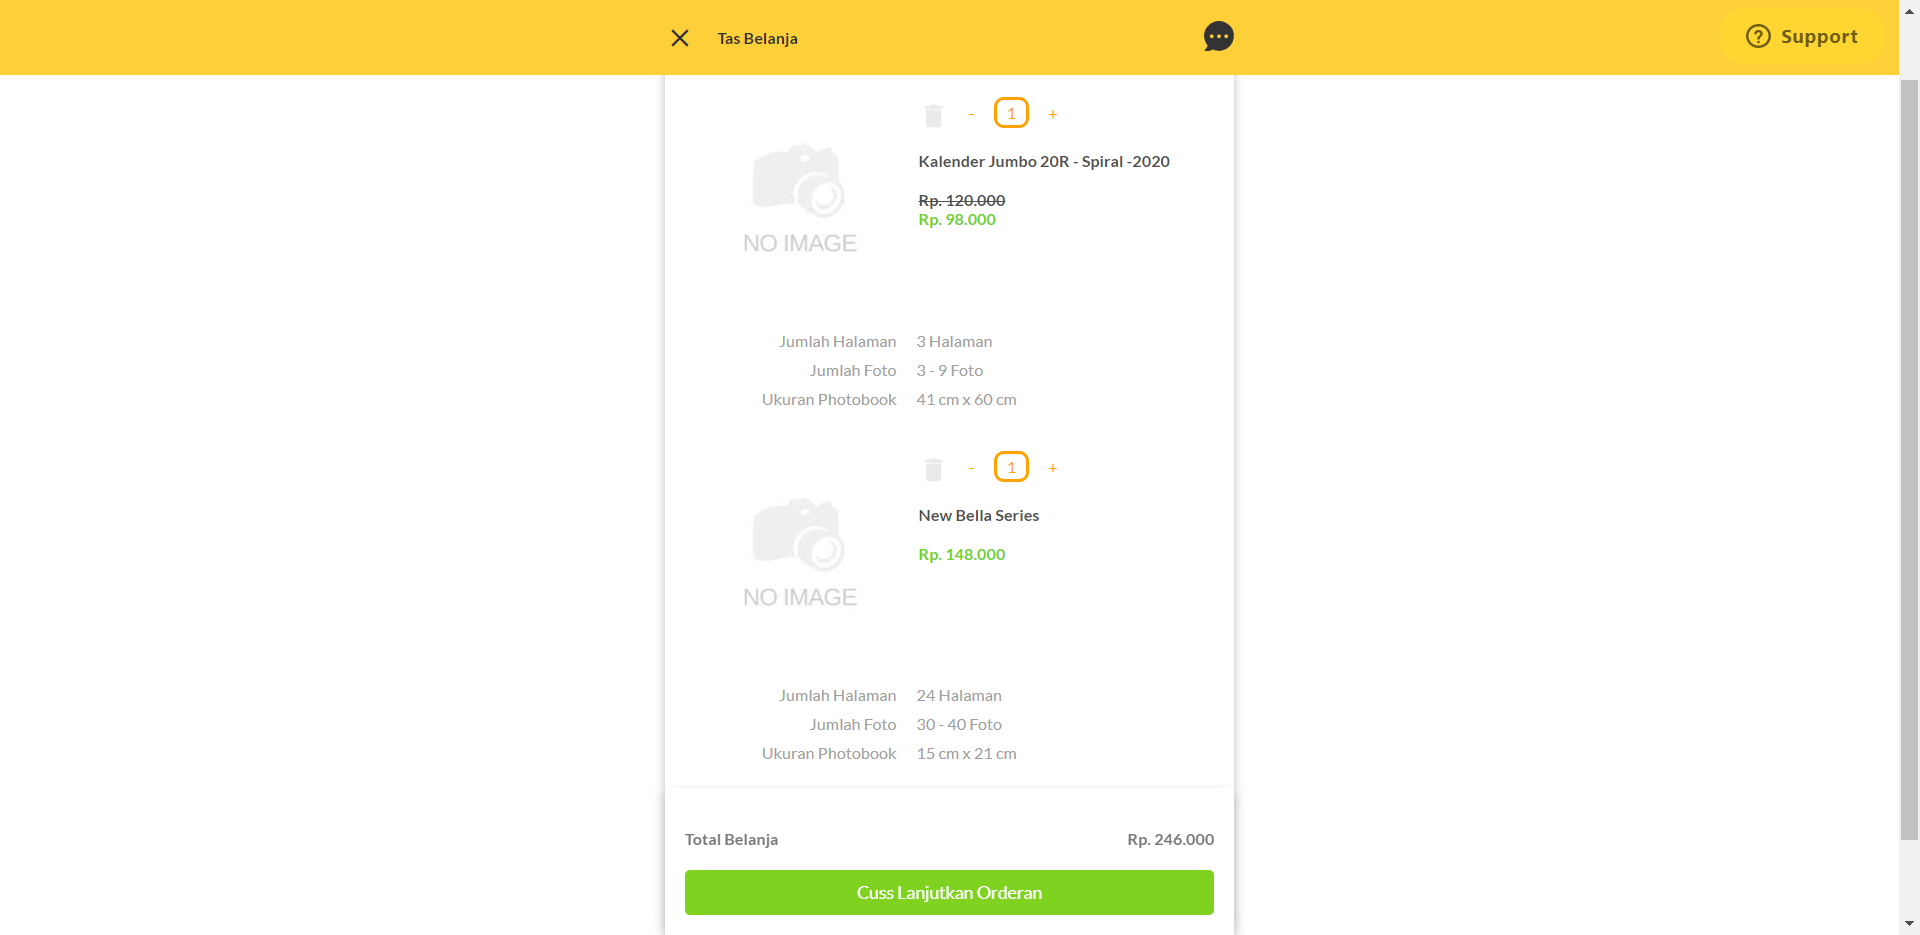 Tas Belanja
Support
- 1 +
Kalender Jumbo 20R - Spiral -2020
Rp. 120.000
Rp. 98.000
NO IMAGE
Jumlah Halaman 3 Halaman
Jumlah Foto 3 - 9 Foto
Ukuran Photobook 41 cm x 60 cm
- 1 +
New Bella Series
Rp. 148.000
NO IMAGE
Jumlah Halaman 24 Halaman
Jumlah Foto 30 - 40 Foto
Ukuran Photobook 15 cm x 21 cm
Total Belanja Rp. 246.000
Cuss Lanjutkan Orderan